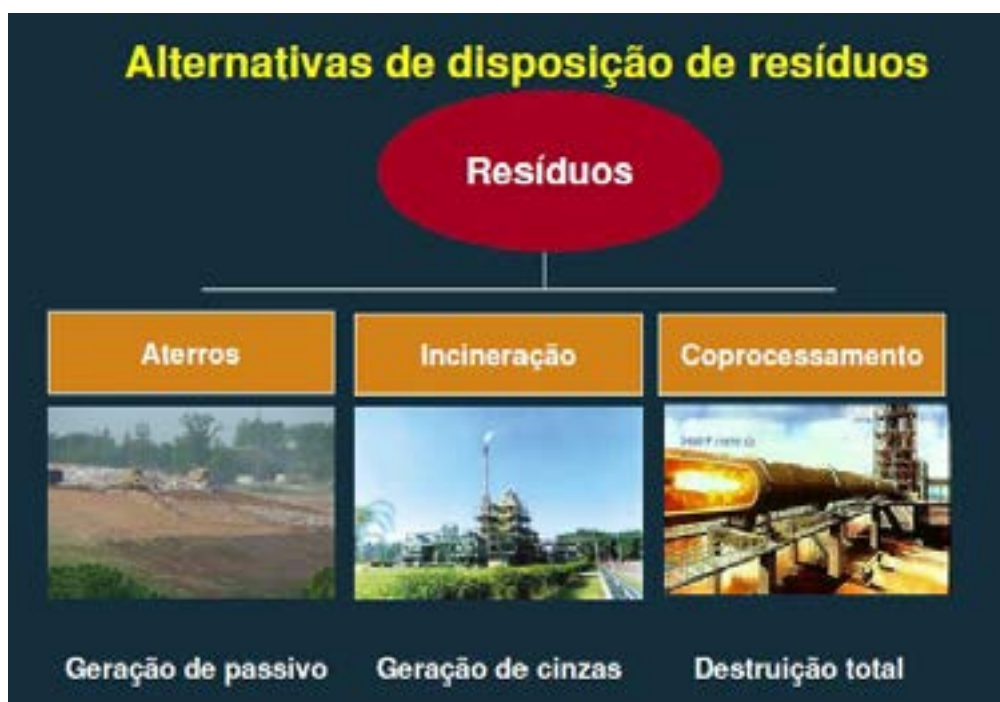 Alternativas de disposição de resíduos
Resíduos
Aterros
Incineração
Coprocessamento
Geração de passivo
Geração de cinzas
Destruição total